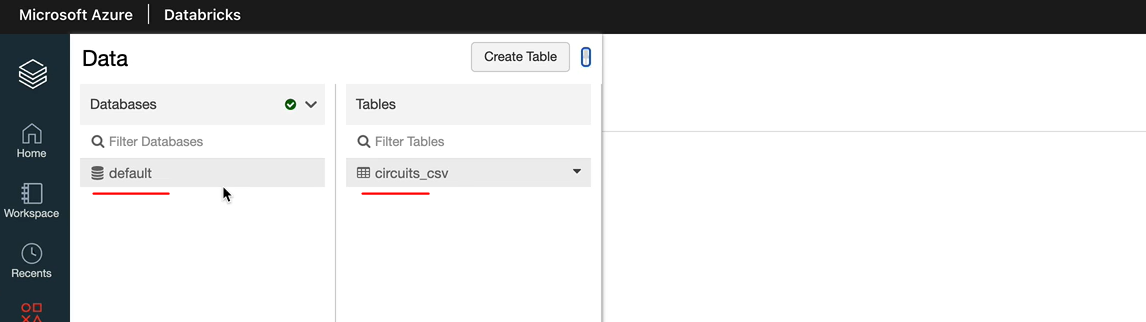 Microsoft Azure | Databricks
Data
Create Table
Databases
Tables
Filter Databases
Filter Tables
default
circuits_csv
Home
Workspace
Recents